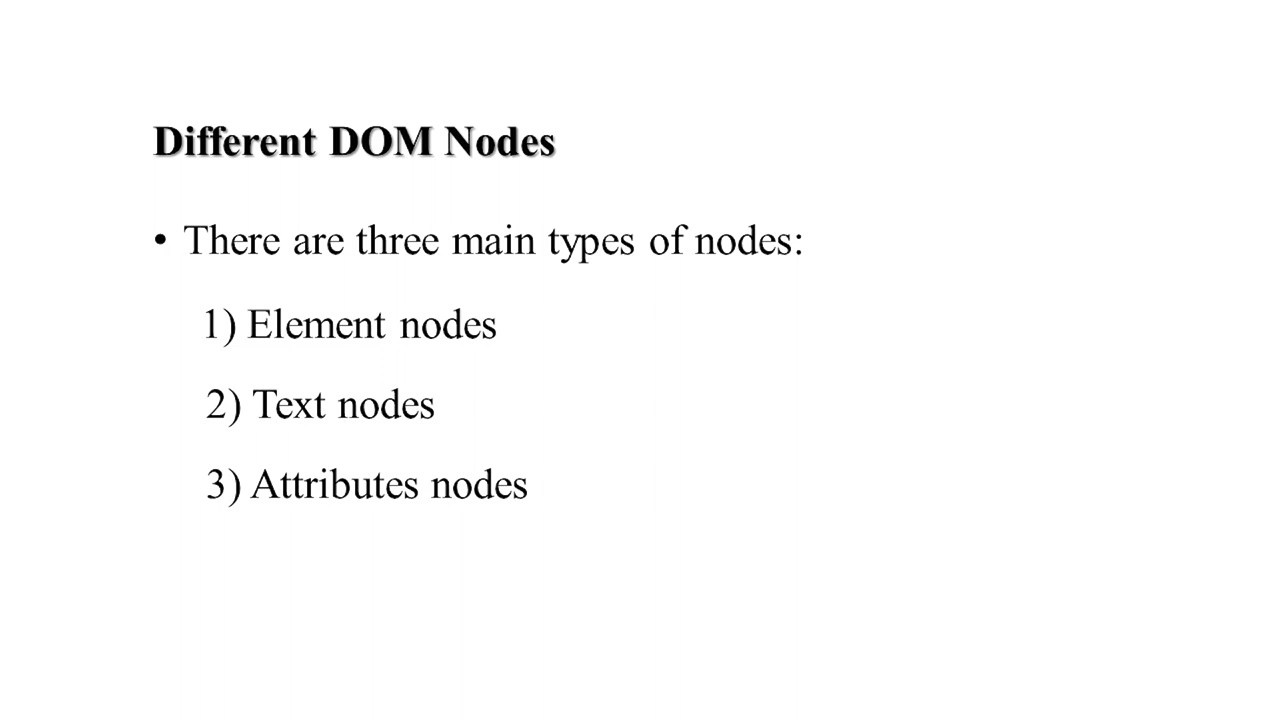 Different DOM Nodes
• There are three main types of nodes:
1) Element nodes
2) Text nodes
3) Attributes nodes